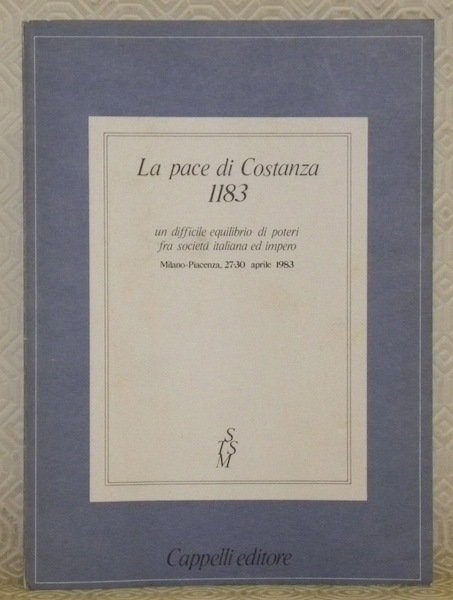 La pace di Costanza
1183
un difficile equilibrio di poteri
fra società italiana ed impero
Milano-Piacenza, 27-30 aprile 1983
S
TSS
M
Cappelli editore